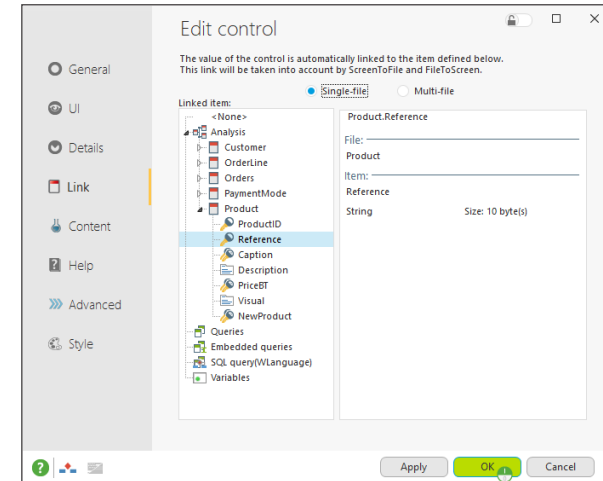 Edit control
The value of the control is automatically linked to the item defined below.
This link will be taken into account by ScreenToFile and FileToScreen.
Single-file
Multi-file
General
UI
Details
Link
Content
Help
Advanced
Style
Linked item:
<None>
Analysis
Customer
OrderLine
Orders
PaymentMode
Product
ProductID
Reference
Caption
Description
PriceBT
Visual
NewProduct
Queries
Embedded queries
SQL query(WLanguage)
Variables
Product.Reference
File:
Product
Item:
Reference
String Size: 10 byte(s)
Apply
OK
Cancel